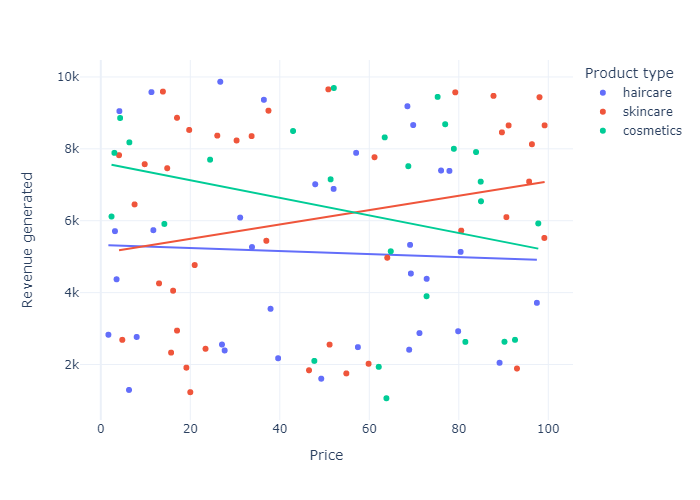 Product type
haircare
skincare
cosmetics
10k
8k
6k
4k
2k
Revenue generated
0
20
40
60
80
100
Price